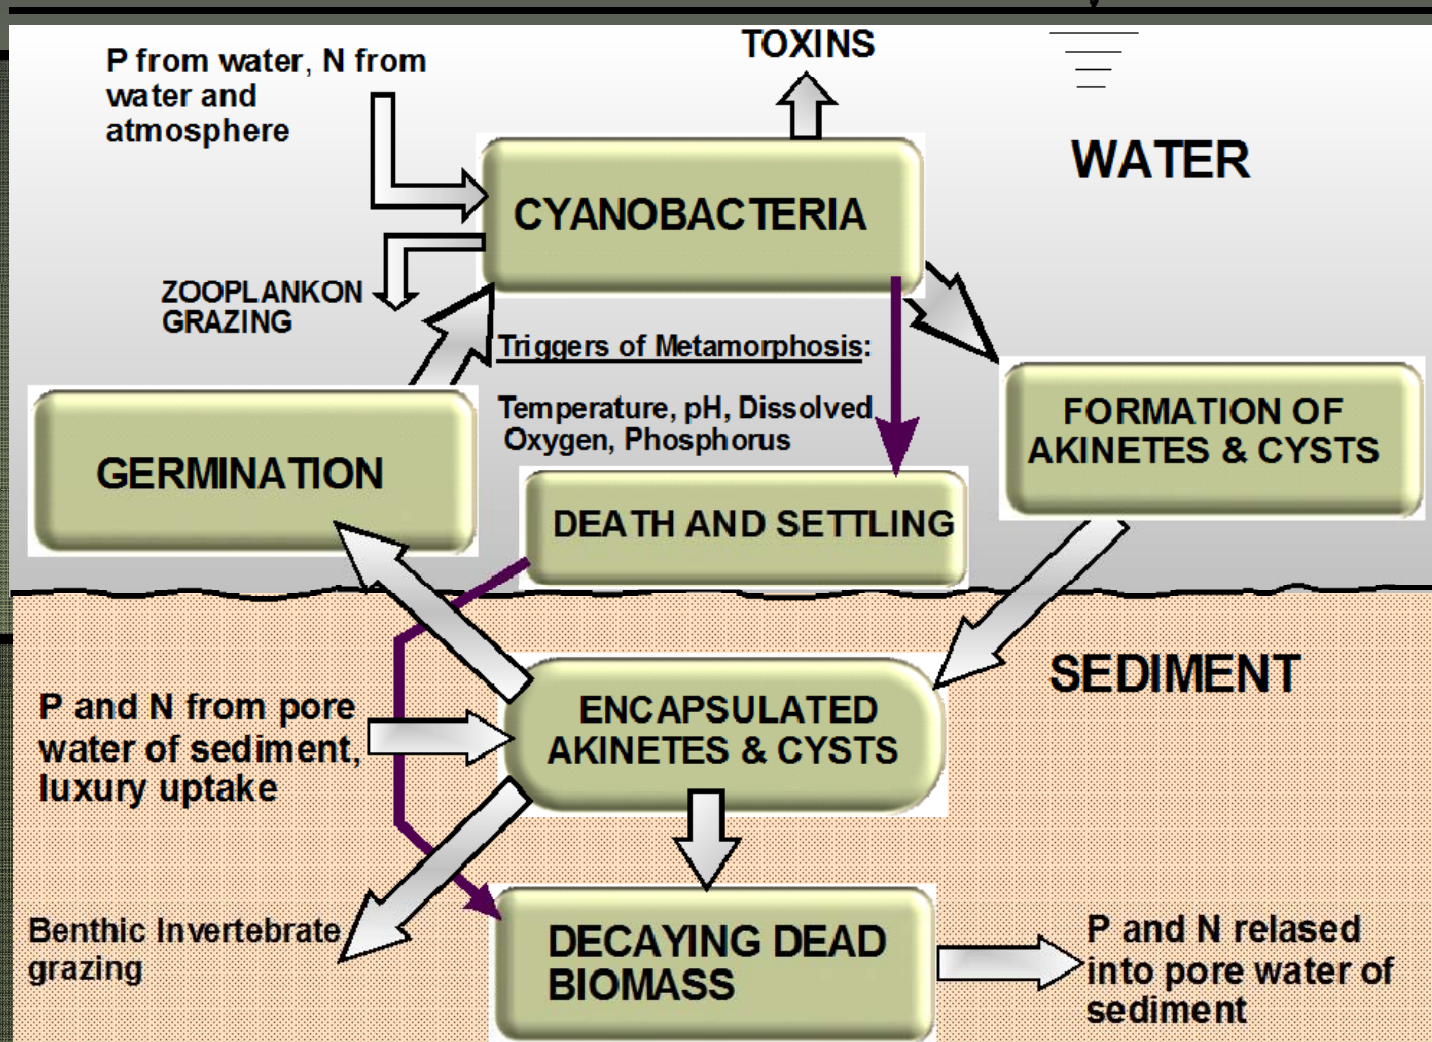 P from water, N from
water and
atmosphere
TOXINS
WATER
CYANOBACTERIA
ZOOPLANKON
GRAZING
Triggers of Metamorphosis:
Temperature, pH, Dissolved
Oxygen, Phosphorus
FORMATION OF
AKINETES & CYSTS
GERMINATION
DEATH AND SETTLING
SEDIMENT
P and N from pore
water of sediment,
luxury uptake
ENCAPSULATED
AKINETES & CYSTS
Benthic Invertebrate
grazing
DECAYING DEAD
BIOMASS
P and N relased
into pore water of
sediment